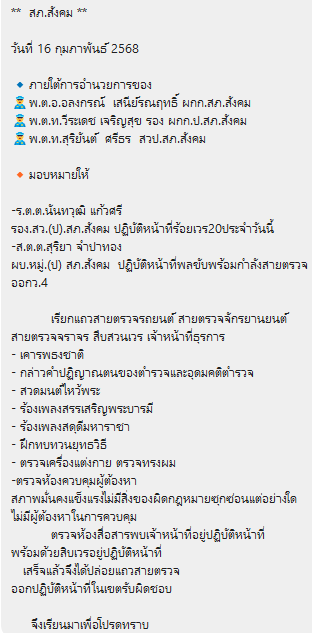 ** สภ.สังคม **
วันที่ 16 กุมภาพันธ์ 2568
🔹ภายใต้การอำนวยการของ
👮พ.ต.อ.อลงกรณ์ เสนีย์รณฤทธิ์ ผกก.สภ.สังคม
👮พ.ต.ท.วีระเดช เจริญสุข รอง ผกก.ป.สภ.สังคม
👮พ.ต.ท.สุริยันต์ ศรีธร สวป.สภ.สังคม
🔸มอบหมายให้
-ร.ต.ต.นันทวุฒิ แก้วศรี
รอง.สว.(ป).สภ.สังคม ปฏิบัติหน้าที่ร้อยเวร20ประจำวันนี้
-ส.ต.ต.สุริยา จำปาทอง
ผบ.หมู่.(ป) สภ.สังคม ปฏิบัติหน้าที่พลขับพร้อมกำลังสายตรวจ
ออกว.4
เรียกแถวสายตรวจรถยนต์ สายตรวจจักรยานยนต์
สายตรวจจราจร สืบสวนเวร เจ้าหน้าที่ธุรการ
- เคารพธงชาติ
- กล่าวคำปฏิญาณตนของตำรวจและอุดมคติตำรวจ
- สวดมนต์ไหว้พระ
- ร้องเพลงสรรเสริญพระบารมี
- ร้องเพลงสดุดีมหาราชา
- ฝึกทบทวนยุทธวิธี
- ตรวจเครื่องแต่งกาย ตรวจทรงผม
-ตรวจห้องควบคุมผู้ต้องหา
สภาพมั่นคงแข็งแรงไม่มีสิ่งของผิดกฎหมายซุกซ่อนแต่อย่างใด
ไม่มีผู้ต้องหาในการควบคุม
ตรวจห้องสื่อสารพบเจ้าหน้าที่อยู่ปฏิบัติหน้าที่
พร้อมด้วยสิบเวรอยู่ปฏิบัติหน้าที่
เสร็จแล้วจึงได้ปล่อยแถวสายตรวจ
ออกปฏิบัติหน้าที่ในเขตรับผิดชอบ
จึงเรียนมาเพื่อโปรดทราบ